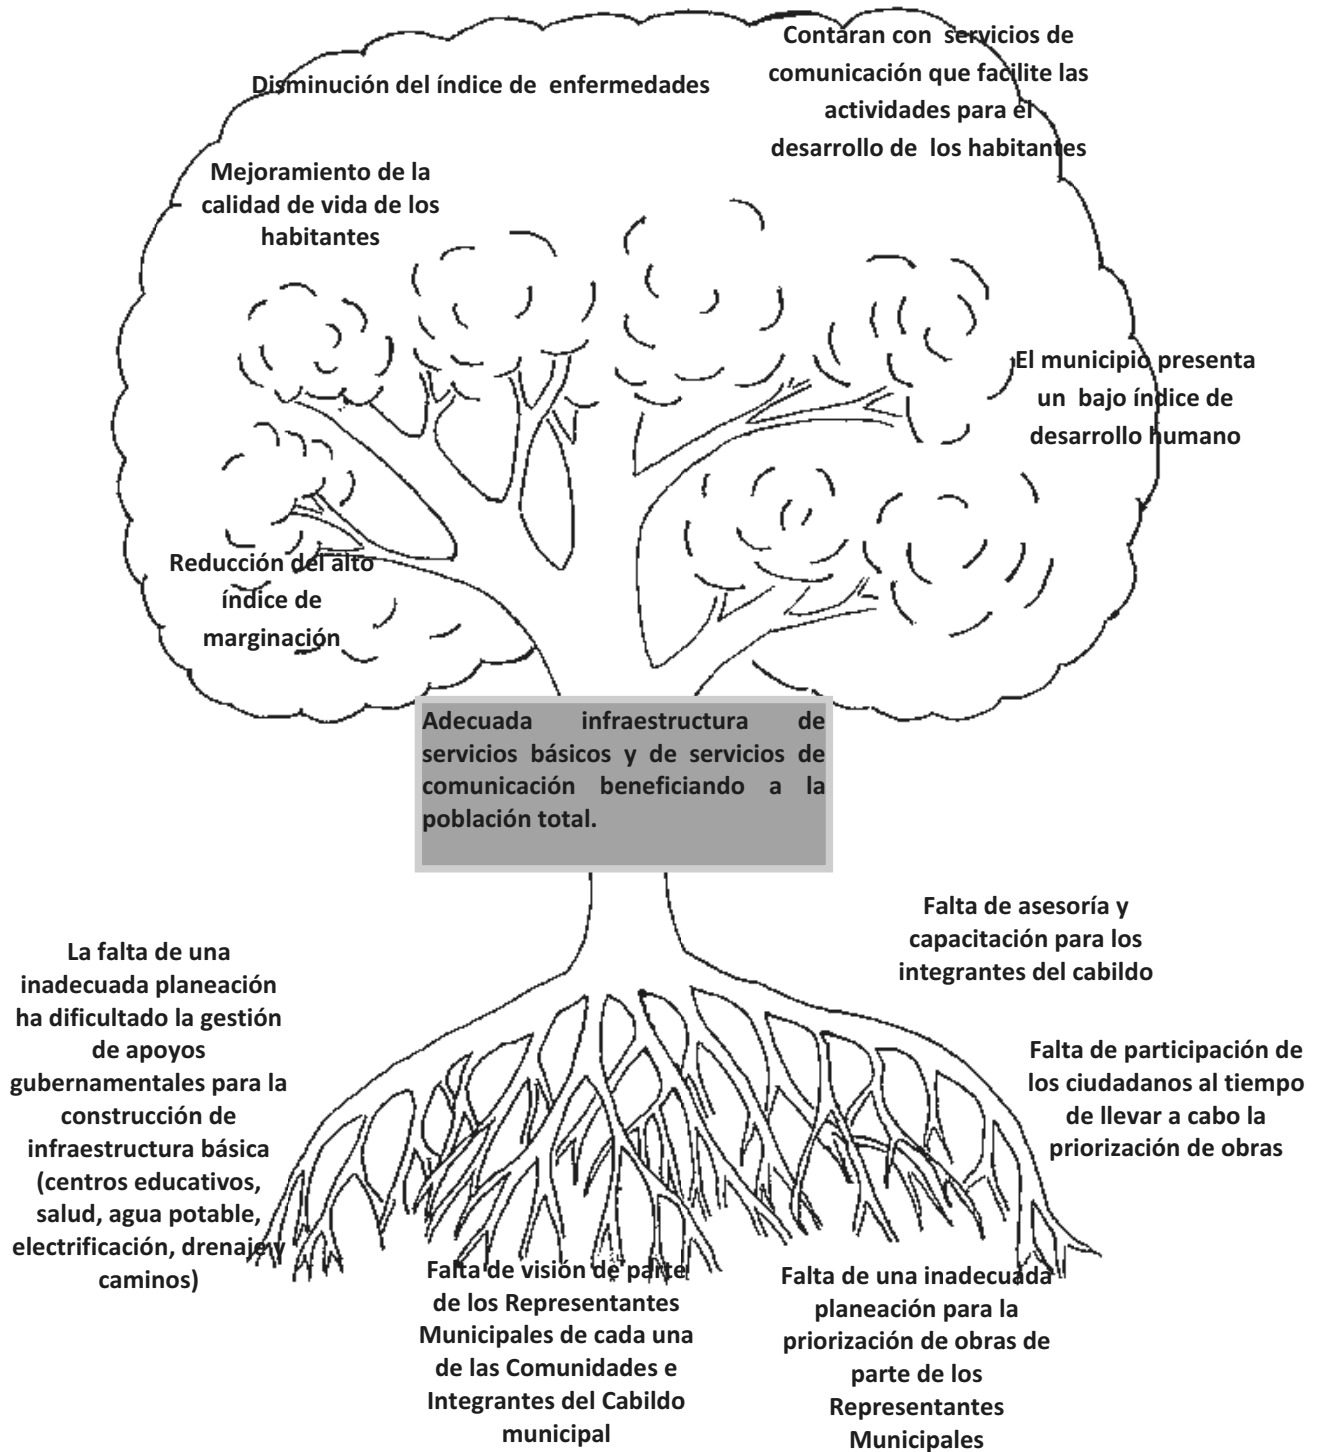 Contaran con servicios de
comunicación que facilite las
actividades para el
desarrollo de los habitantes
Disminución del índice de enfermedades
Mejoramiento de la
calidad de vida de los
habitantes
El municipio presenta
un bajo índice de
desarrollo humano
Reducción del alto
índice de
marginación
Adecuada infraestructura de
servicios básicos y de servicios de
comunicación beneficiando a la
población total.
Falta de asesoría y
capacitación para los
integrantes del cabildo
La falta de una
inadecuada planeación
ha dificultado la gestión
de apoyos
gubernamentales para la
construcción de
infraestructura básica
(centros educativos,
salud, agua potable,
electrificación, drenaje y
caminos)
Falta de participación de
los ciudadanos al tiempo
de llevar a cabo la
priorización de obras
Falta de visión de parte
de los Representantes
Municipales de cada una
de las Comunidades e
Integrantes del Cabildo
municipal
Falta de una inadecuada
planeación para la
priorización de obras de
parte de los
Representantes
Municipales